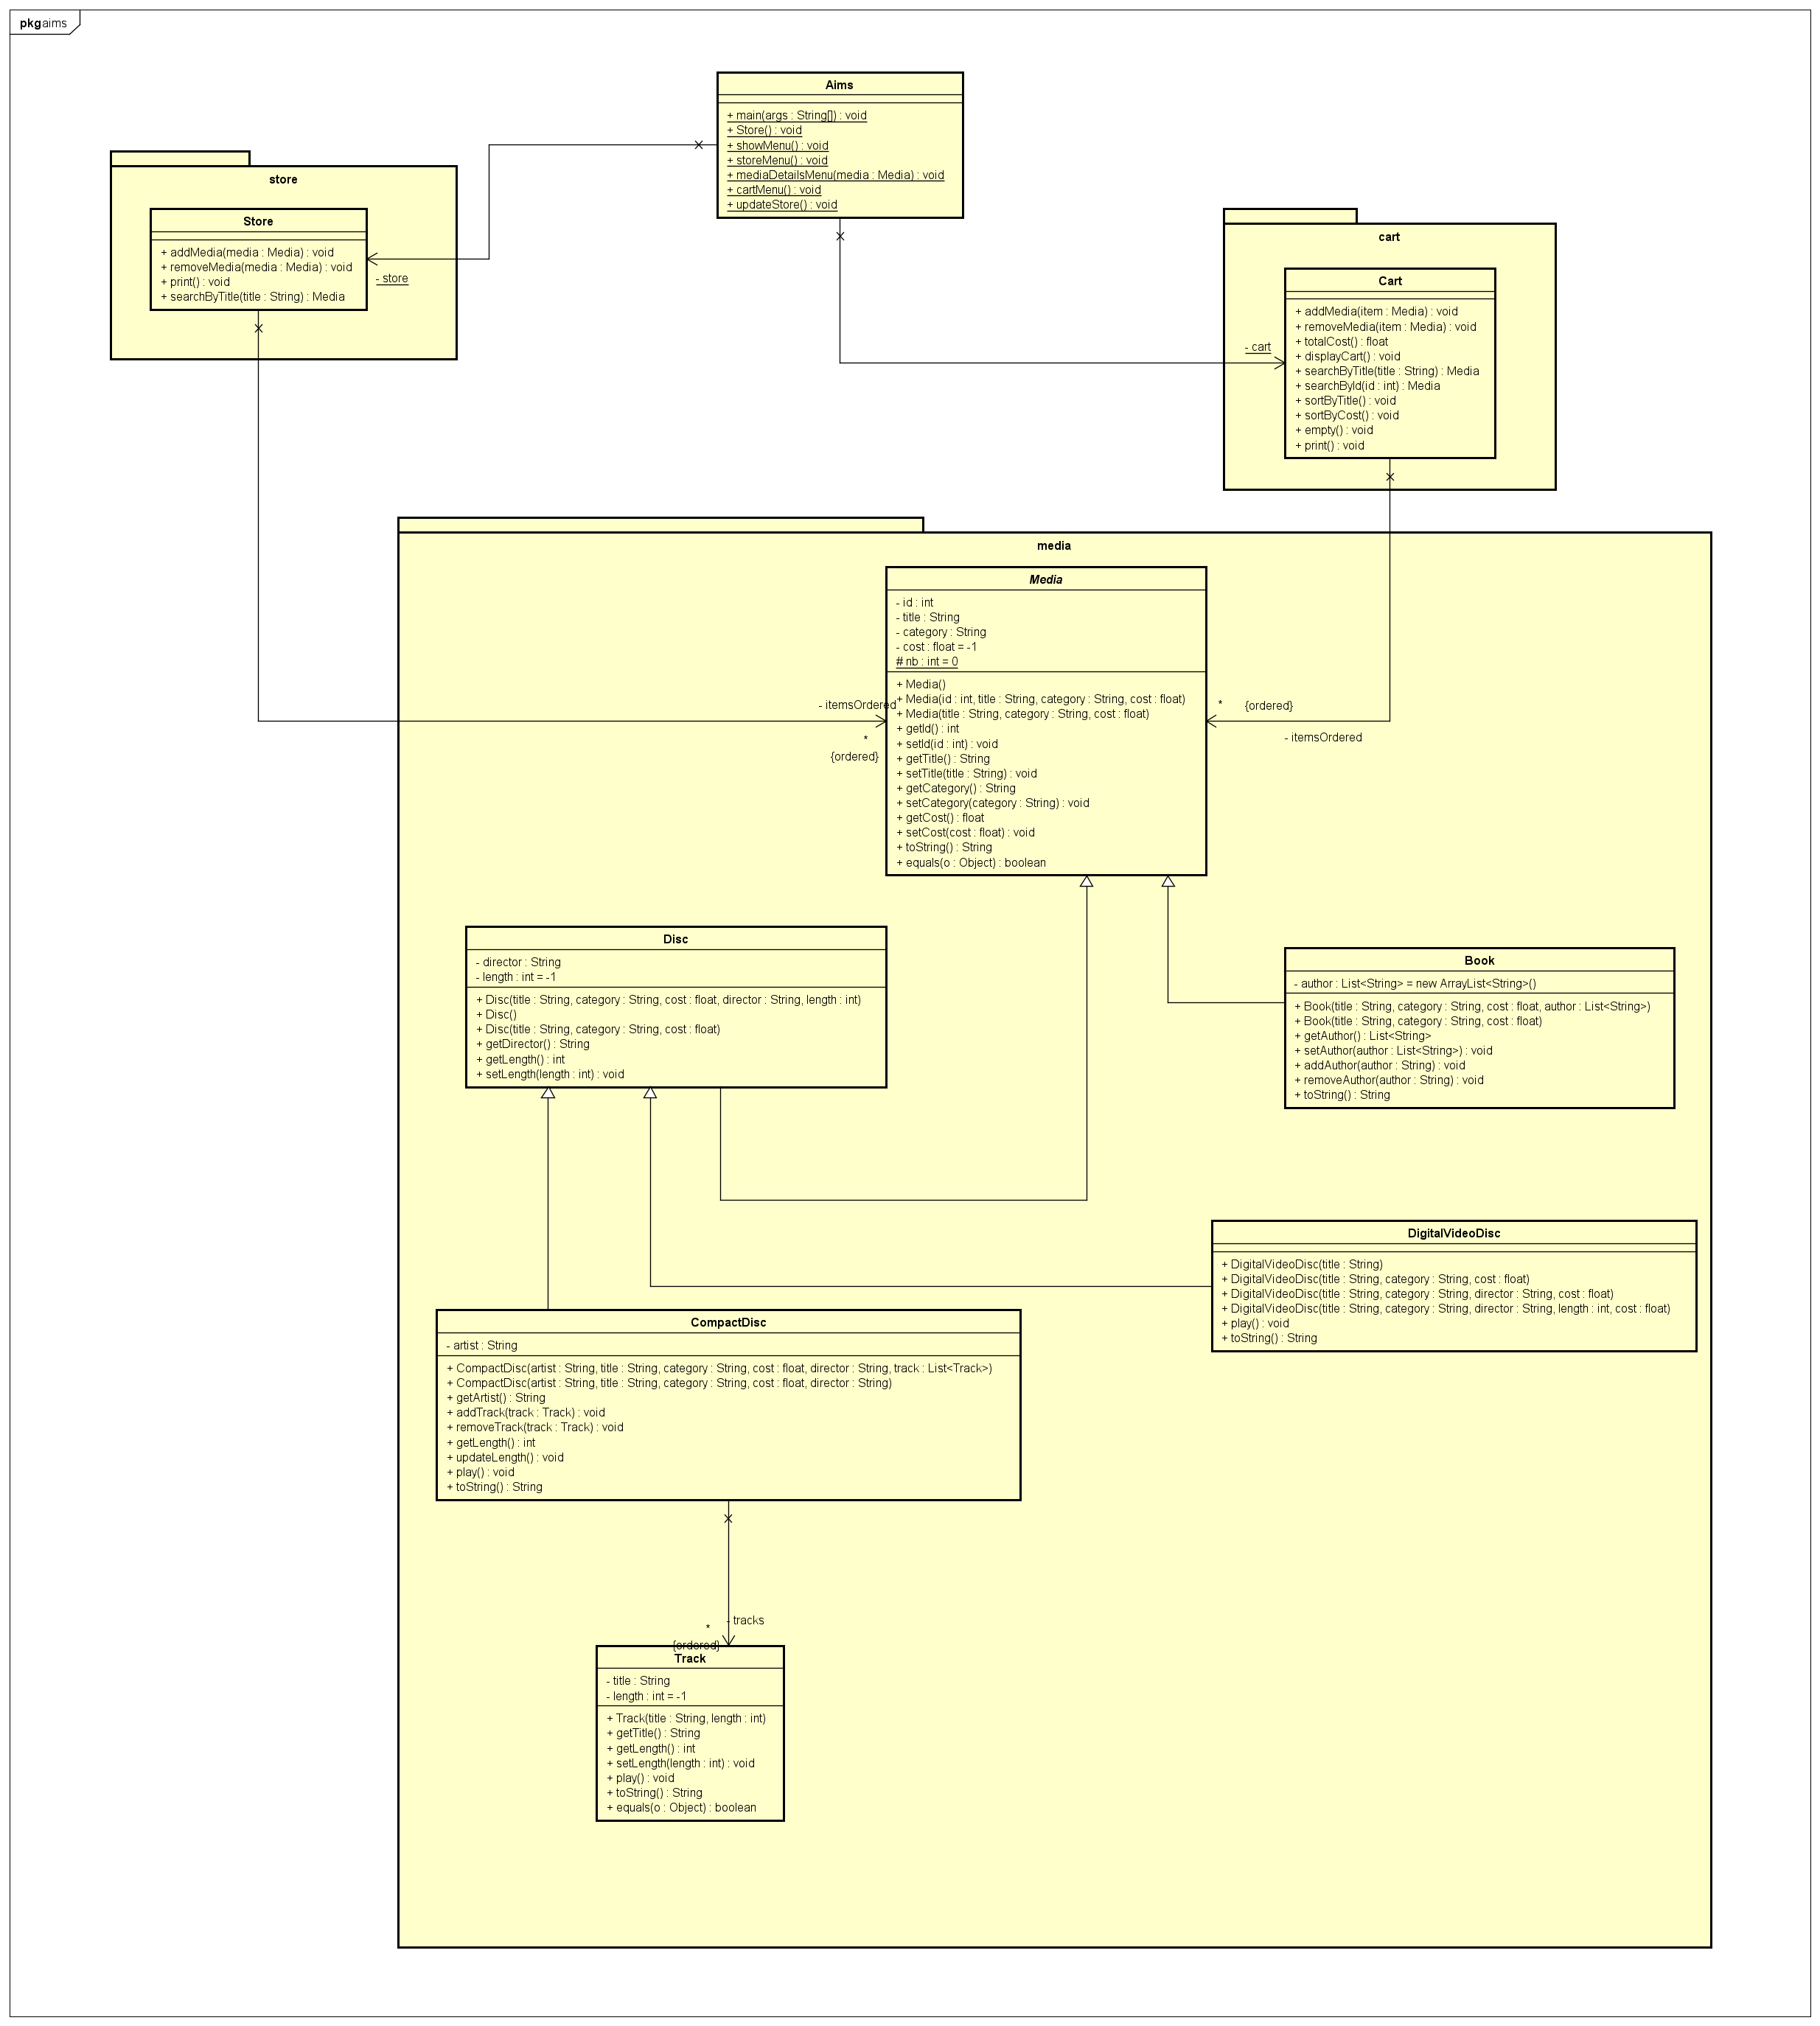 pkg aims
Aims
+ main(args : String[]) : void
+ Store() : void
+ showMenu() : void
+ storeMenu() : void
+ mediaDetailsMenu(media : Media) : void
+ cartMenu() : void
+ updateStore() : void
store
Store
+ addMedia(media : Media) : void
+ removeMedia(media : Media) : void
+ print() : void
+ searchByTitle(title : String) : Media
- store
cart
Cart
+ addMedia(item : Media) : void
+ removeMedia(item : Media) : void
+ totalCost() : float
+ displayCart() : void
+ searchByTitle(title : String) : Media
+ searchById(id : int) : Media
+ sortByTitle() : void
+ sortByCost() : void
+ empty() : void
+ print() : void
- cart
media
Media
- id : int
- title : String
- category : String
- cost : float = -1
# nb : int = 0
+ Media()
+ Media(id : int, title : String, category : String, cost : float)
+ Media(title : String, category : String, cost : float)
+ getId() : int
+ setId(id : int) : void
+ getTitle() : String
+ setTitle(title : String) : void
+ getCategory() : String
+ setCategory(category : String) : void
+ getCost() : float
+ setCost(cost : float) : void
+ toString() : String
+ equals(o : Object) : boolean
- itemsOrdered
*
{ordered}
* {ordered}
- itemsOrdered
Disc
- director : String
- length : int = -1
+ Disc(title : String, category : String, cost : float, director : String, length : int)
+ Disc()
+ Disc(title : String, category : String, cost : float)
+ getDirector() : String
+ getLength() : int
+ setLength(length : int) : void
Book
- author : List<String> = new ArrayList<String>()
+ Book(title : String, category : String, cost : float, author : List<String>)
+ Book(title : String, category : String, cost : float)
+ getAuthor() : List<String>
+ setAuthor(author : List<String>) : void
+ addAuthor(author : String) : void
+ removeAuthor(author : String) : void
+ toString() : String
DigitalVideoDisc
+ DigitalVideoDisc(title : String)
+ DigitalVideoDisc(title : String, category : String, cost : float)
+ DigitalVideoDisc(title : String, category : String, director : String, cost : float)
+ DigitalVideoDisc(title : String, category : String, director : String, length : int, cost : float)
+ play() : void
+ toString() : String
CompactDisc
- artist : String
+ CompactDisc(artist : String, title : String, category : String, cost : float, director : String, track : List<Track>)
+ CompactDisc(artist : String, title : String, category : String, cost : float, director : String)
+ getArtist() : String
+ addTrack(track : Track) : void
+ removeTrack(track : Track) : void
+ getLength() : int
+ updateLength() : void
+ play() : void
+ toString() : String
- tracks
*
{ordered}
Track
- title : String
- length : int = -1
+ Track(title : String, length : int)
+ getTitle() : String
+ getLength() : int
+ setLength(length : int) : void
+ play() : void
+ toString() : String
+ equals(o : Object) : boolean